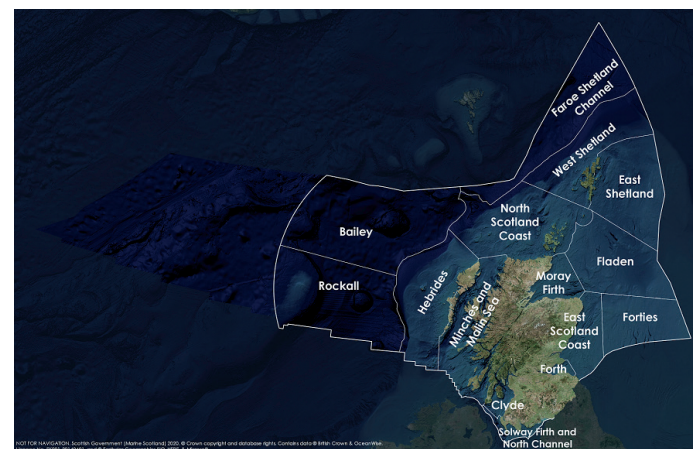 Faroe Shetland
Channel
West Shetland
East
Shetland
North
Scotland
Coast
Bailey
Fladen
Rockall
Hebrides
Minches and
Malin Sea
Moray
Firth
East
Scotland
Coast
Forties
Forth
Clyde
Solway Firth and
North Channel
NOT FOR NAVIGATION. Scottish Government (Marine Scotland) 2020. © Crown copyright and database rights. Contains data © British Crown & OceanWise.